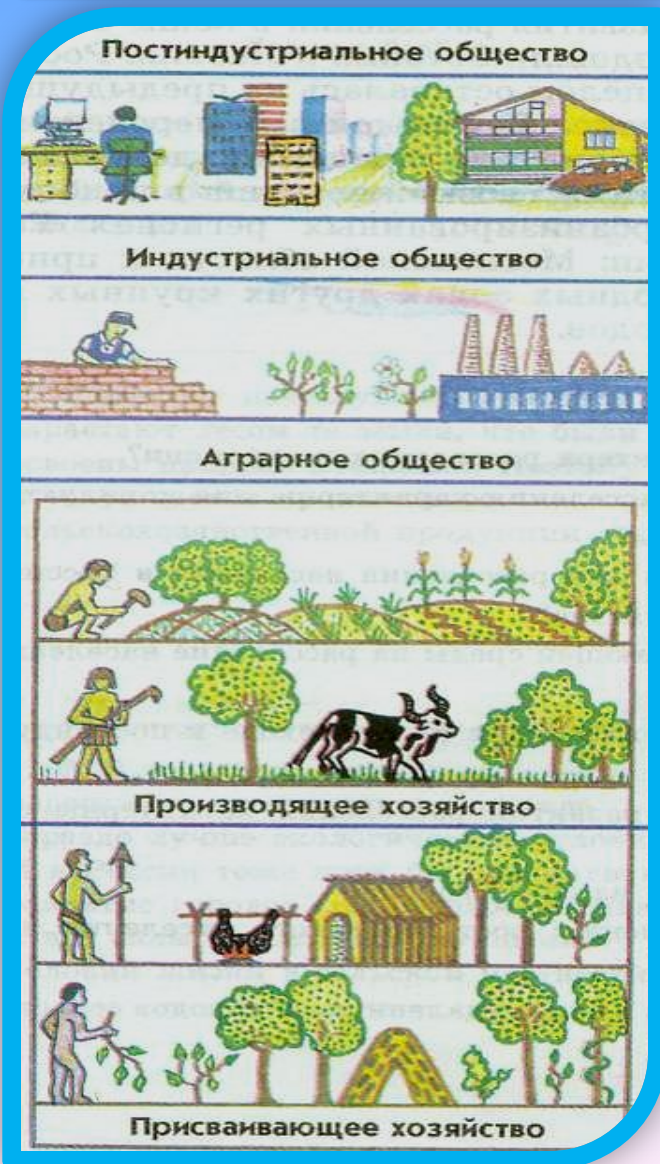 Постиндустриальное общество
Индустриальное общество
Аграрное общество
Производящее хозяйство
Присваивающее хозяйство